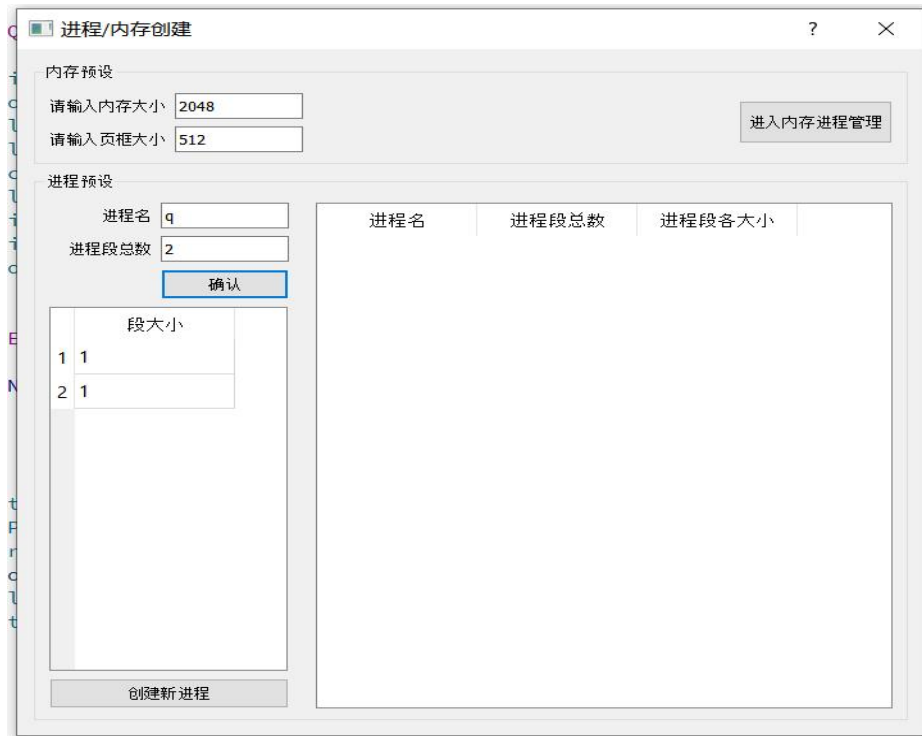 进程/内存创建
?
内存预设
请输入内存大小 2048
进入内存进程管理
请输入页框大小 512
进程预设
进程名 q
进程段总数 2
确认
段大小
1 1
2 1
创建新进程
进程名 进程段总数 进程段各大小